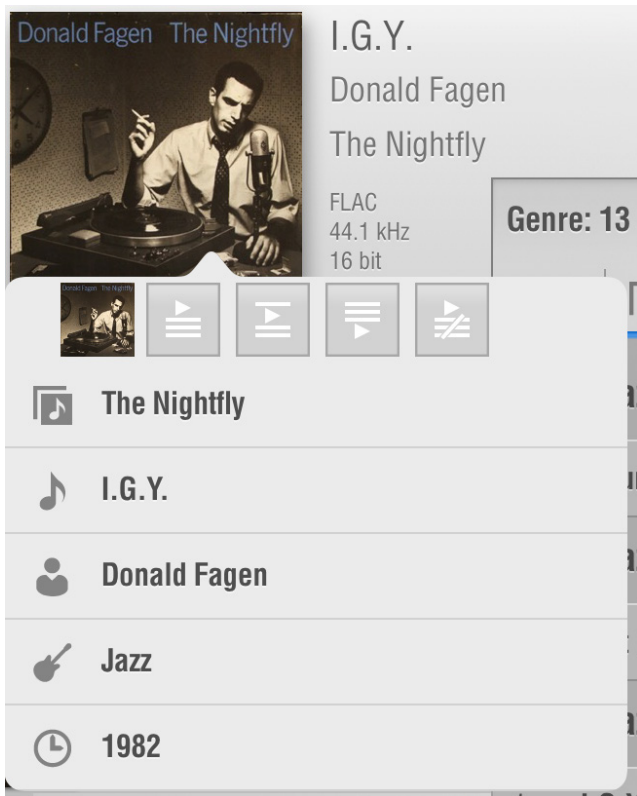 Donald Fagen The Nightfly
I.G.Y.
Donald Fagen
The Nightfly
FLAC
44.1 kHz
16 bit
Genre: 13
Donald Fagen The Nightfly
The Nightfly
I.G.Y.
Donald Fagen
Jazz
1982